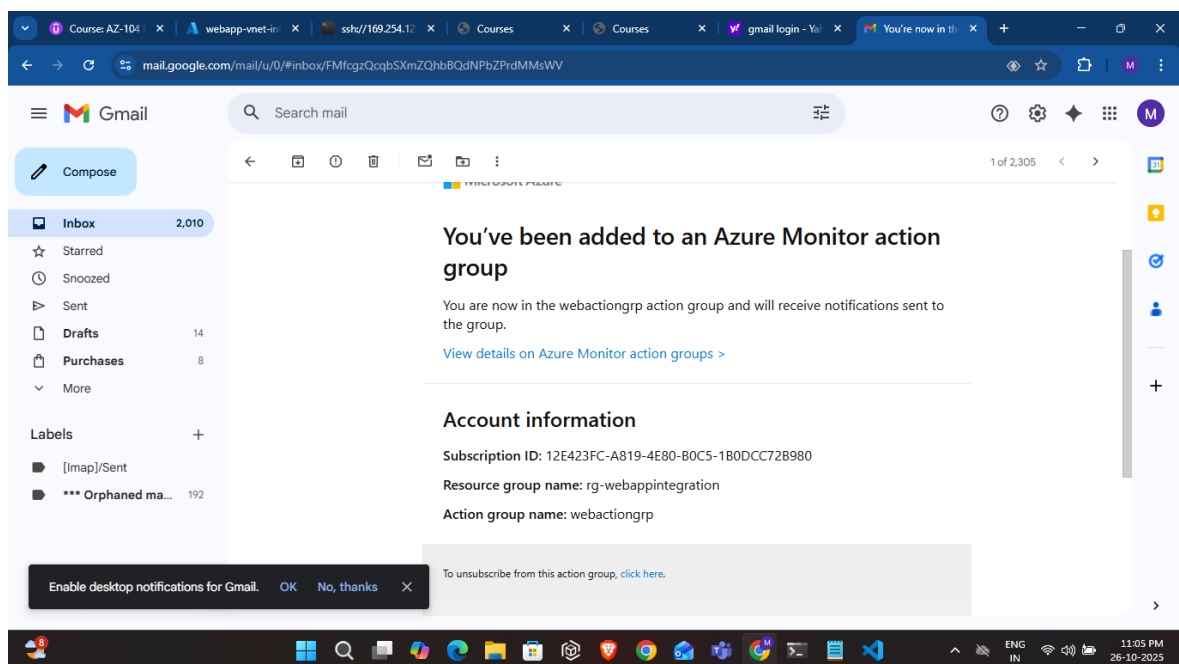 Course: AZ-104
webapp-vnet-in
ssh://169.254.12
Courses
Courses
gmail login - Ya
You're now in th
mail.google.com/mail/u/0/#inbox/FMfcgzQcqbSXmZQhbBQdNPbZPrdMMsWV
M
Gmail
Search mail
M
Compose
1 of 2,305
31
Microsoft Azure
Inbox 2,010
Starred
Snoozed
Sent
Drafts 14
Purchases 8
More
Labels
[Imap]/Sent
*** Orphaned ma... 192
You've been added to an Azure Monitor action
group
You are now in the webactiongrp action group and will receive notifications sent to
the group.
View details on Azure Monitor action groups >
Account information
Subscription ID: 12E423FC-A819-4E80-B0C5-1B0DCC72B980
Resource group name: rg-webappintegration
Action group name: webactiongrp
To unsubscribe from this action group, click here.
Enable desktop notifications for Gmail. OK No, thanks
8
M
ENG
IN
11:05 PM
26-10-2025